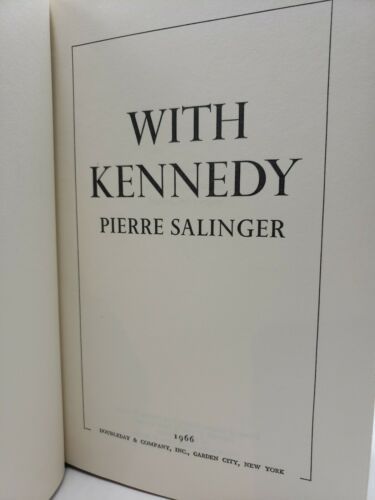 WITH
KENNEDY
PIERRE SALINGER
1966
DOUBLEDAY & COMPANY, INC., GARDEN CITY, NEW YORK